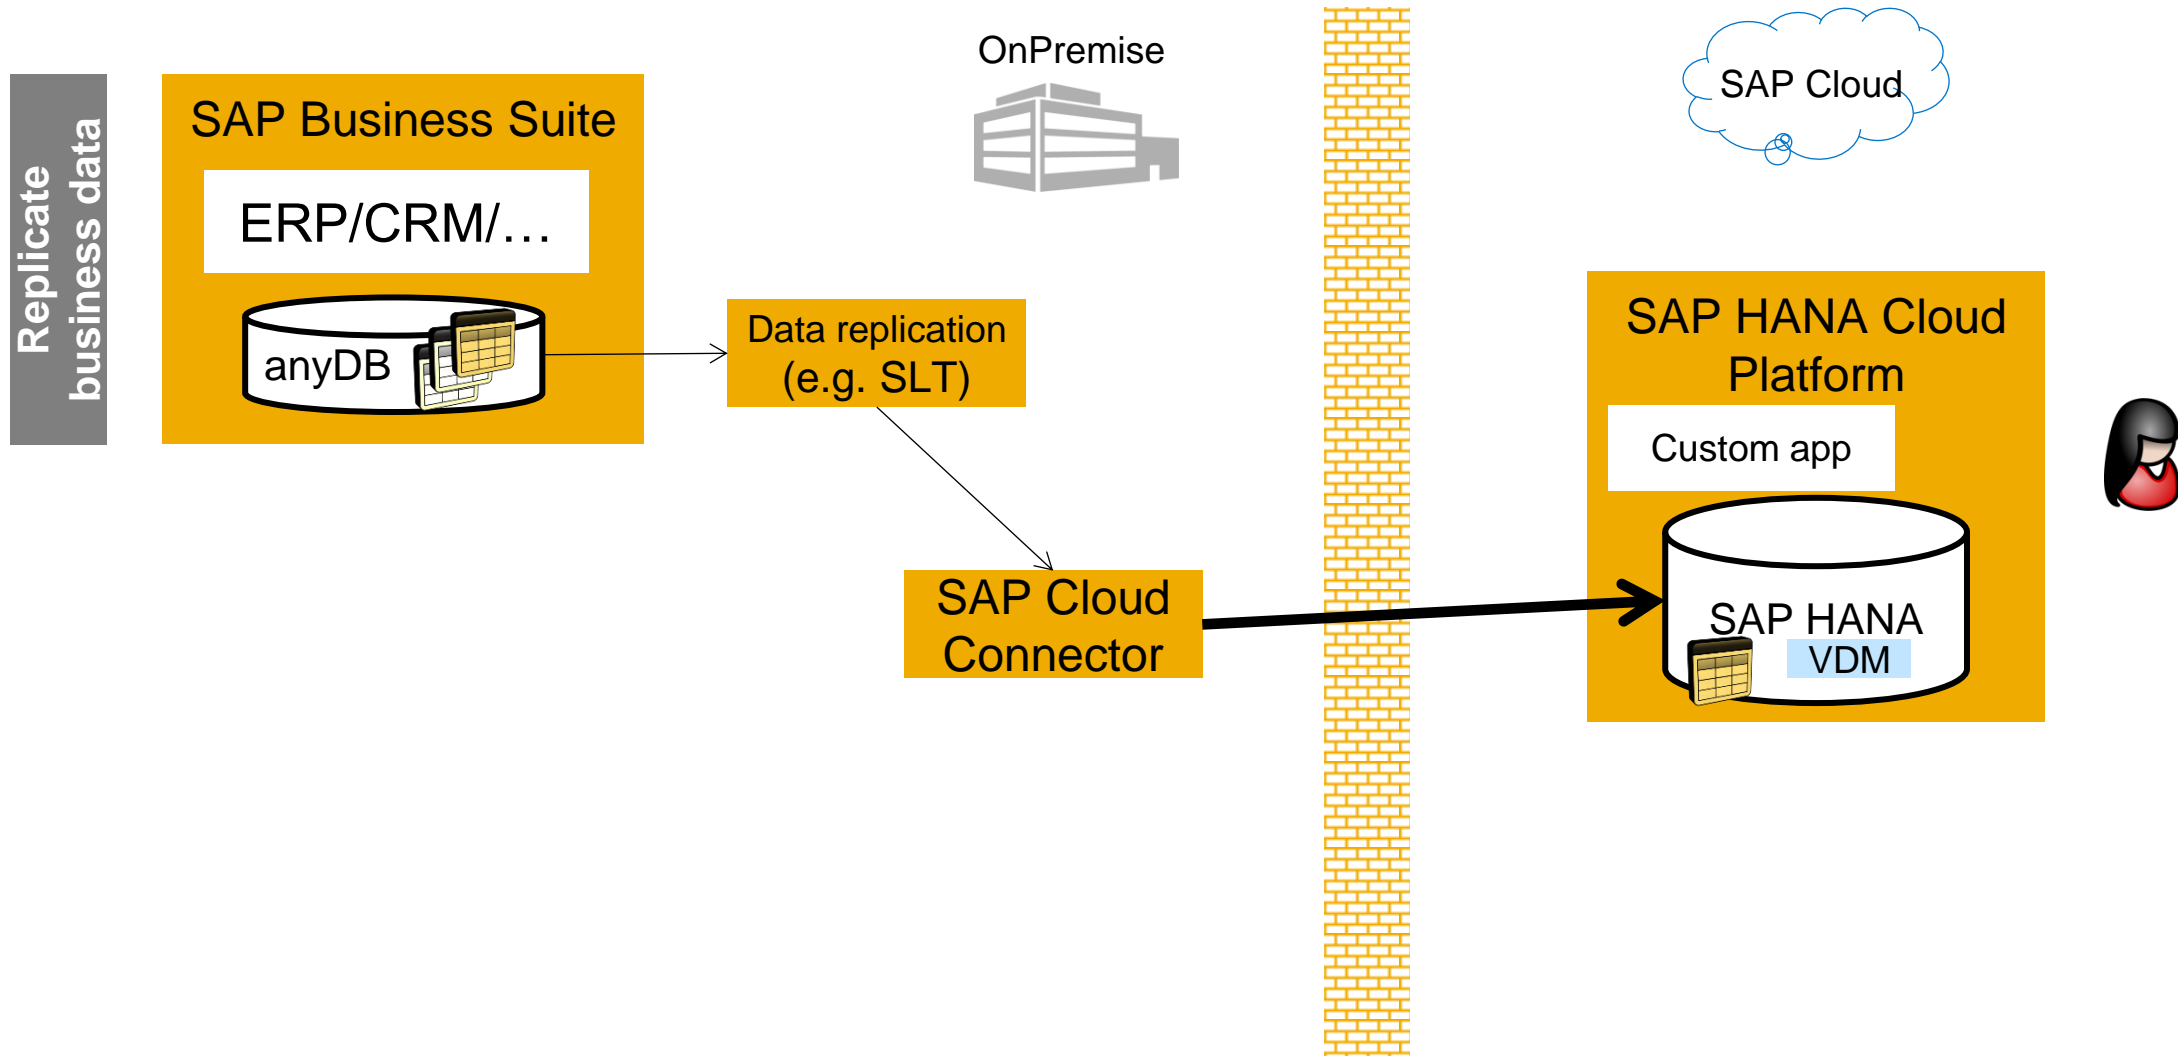 Replicate
business data
SAP Business Suite
ERP/CRM/…
anyDB
OnPremise
Data replication
(e.g. SLT)
SAP Cloud
Connector
SAP Cloud
SAP HANA Cloud
Platform
Custom app
SAP HANA
VDM